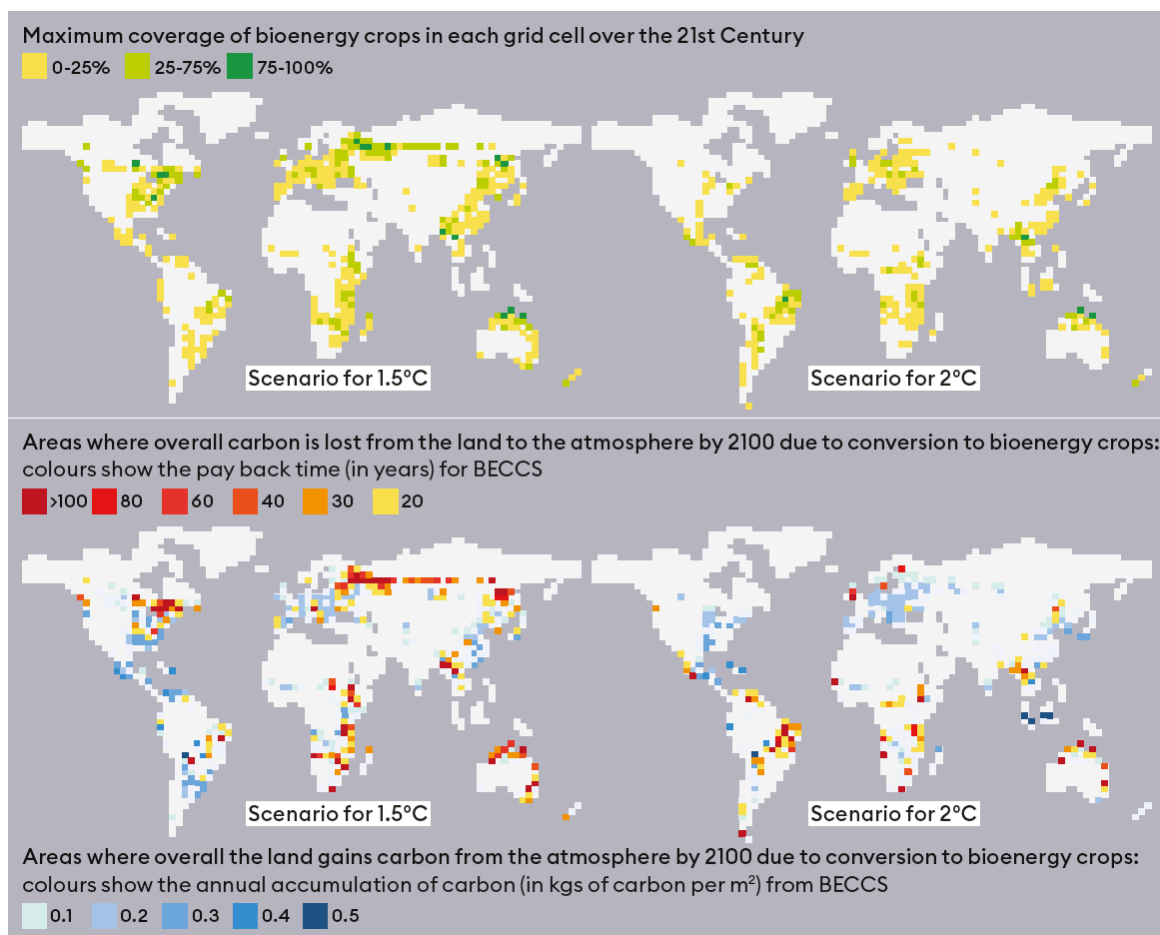 Maximum coverage of bioenergy crops in each grid cell over the 21st Century
0-25% 25-75% 75-100%
Scenario for 1.5°C
Scenario for 2°C
Areas where overall carbon is lost from the land to the atmosphere by 2100 due to conversion to bioenergy crops:
colours show the pay back time (in years) for BECCS
>100 80 60 40 30 20
Scenario for 1.5°C
Scenario for 2°C
Areas where overall the land gains carbon from the atmosphere by 2100 due to conversion to bioenergy crops:
colours show the annual accumulation of carbon (in kgs of carbon per m²) from BECCS
0.1 0.2 0.3 0.4 0.5